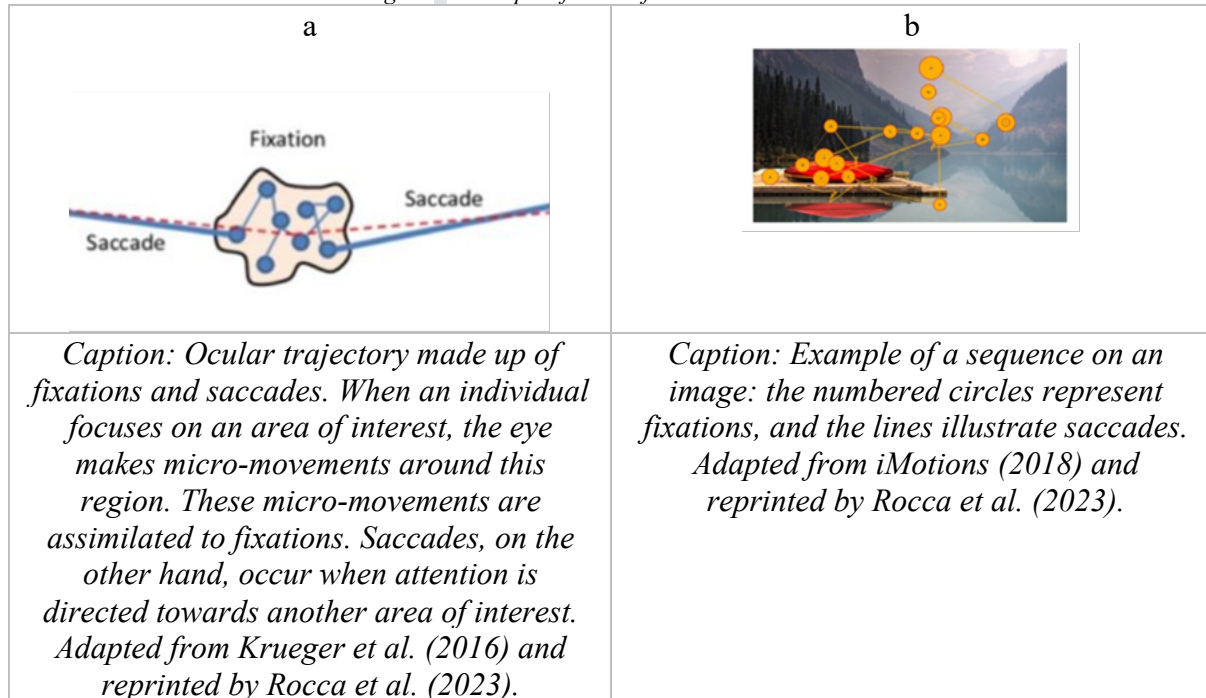 a
b
Fixation
Saccade
Saccade
Caption: Ocular trajectory made up of
fixations and saccades. When an individual
focuses on an area of interest, the eye
makes micro-movements around this
region. These micro-movements are
assimilated to fixations. Saccades, on the
other hand, occur when attention is
directed towards another area of interest.
Adapted from Krueger et al. (2016) and
reprinted by Rocca et al. (2023).
Caption: Example of a sequence on an
image: the numbered circles represent
fixations, and the lines illustrate saccades.
Adapted from iMotions (2018) and
reprinted by Rocca et al. (2023).